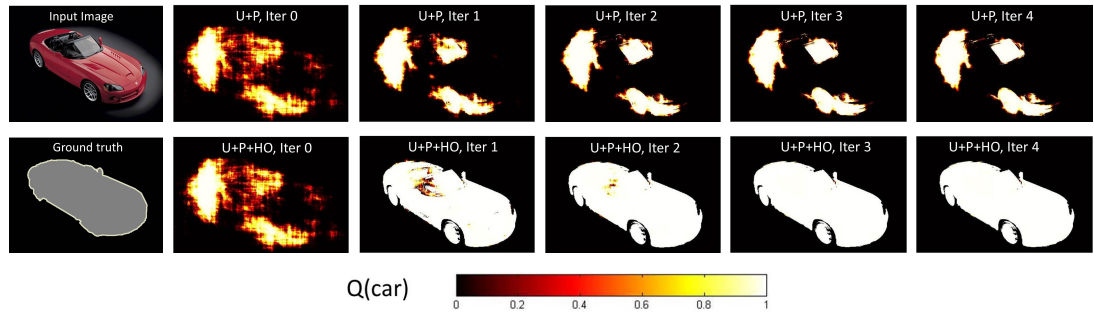 Input Image
U+P, Iter 0
U+P, Iter 1
U+P, Iter 2
U+P, Iter 3
U+P, Iter 4
Ground truth
U+P+HO, Iter 0
U+P+HO, Iter 1
U+P+HO, Iter 2
U+P+HO, Iter 3
U+P+HO, Iter 4
Q(car)
0 0.2 0.4 0.6 0.8 1